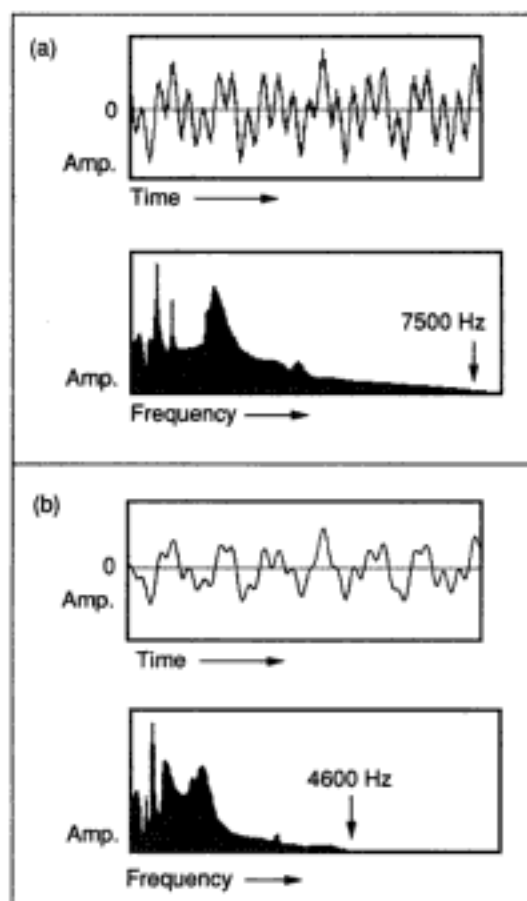 (a)
0
Amp.
Time
7500 Hz
Amp.
Frequency
(b)
0
Amp.
Time
4600 Hz
Amp.
Frequency